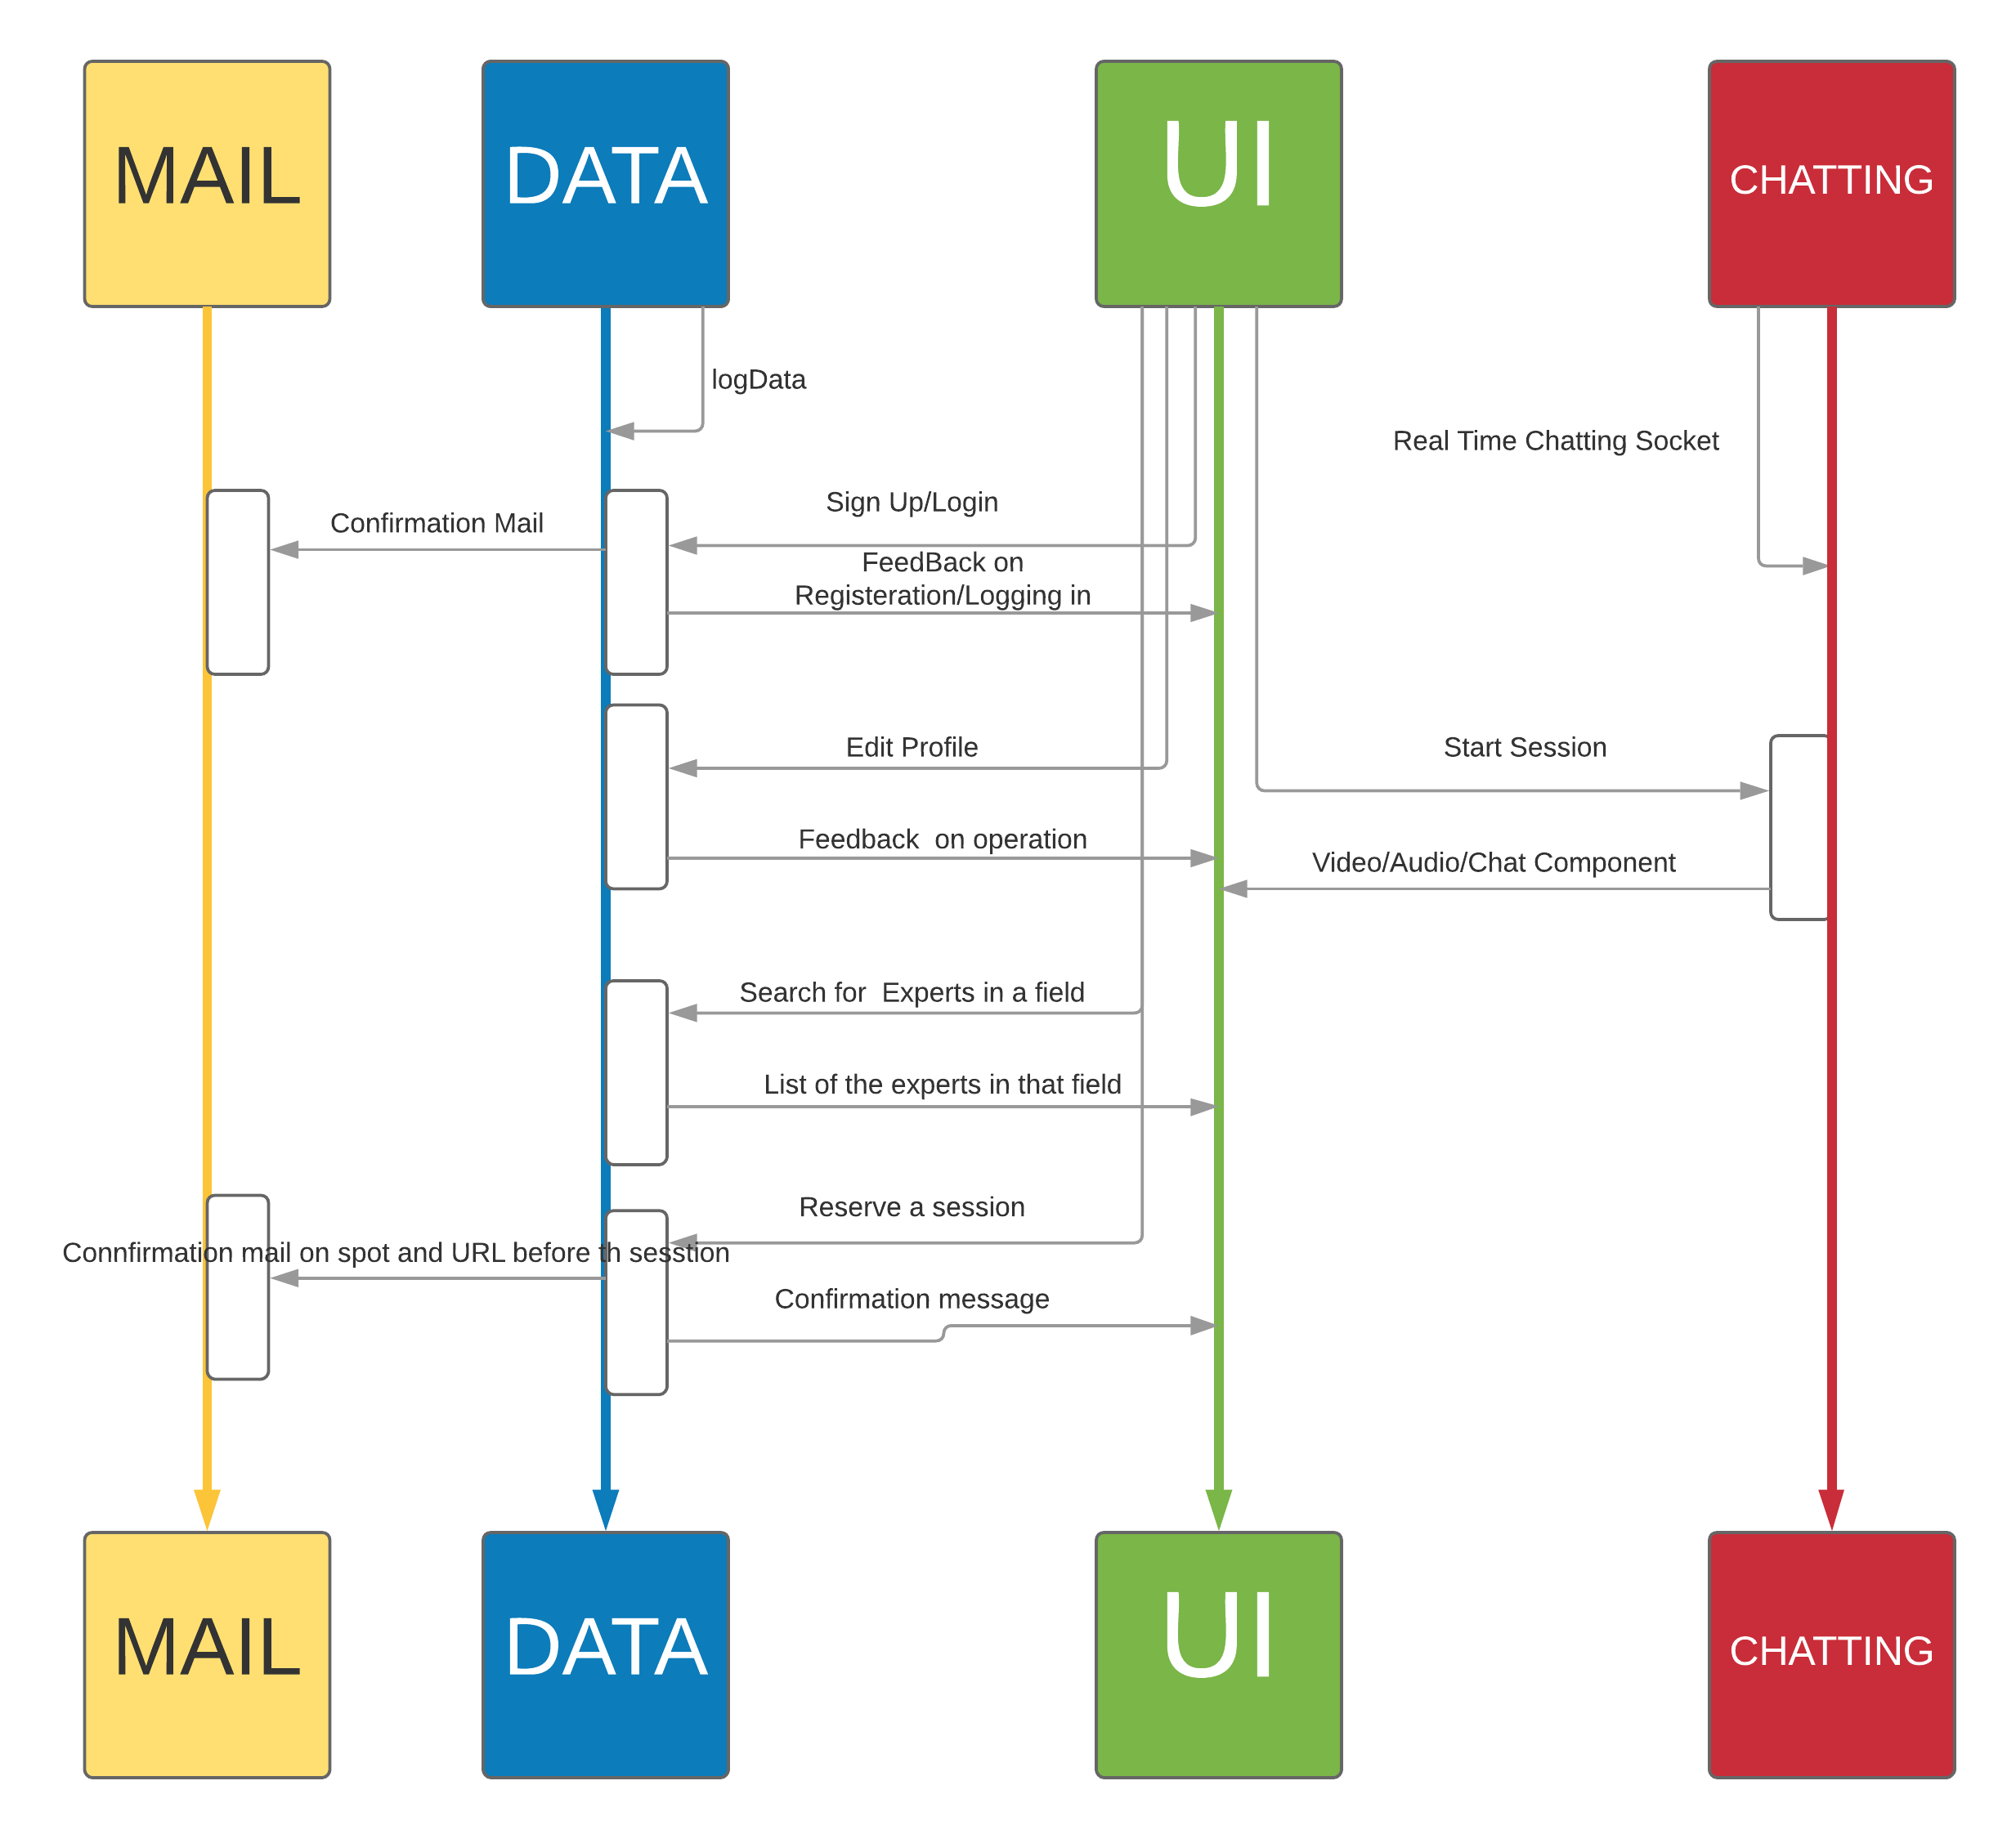 MAIL
DATA
UI
CHATTING
logData
Real Time Chatting Socket
Sign Up/Login
Confirmation Mail
FeedBack on
Registeration/Logging in
Edit Profile
Start Session
Feedback  on operation
Video/Audio/Chat Component
Search for  Experts in a field
List of the experts in that field
Reserve a session
Connfirmation mail on spot and URL before th sesstion
Confirmation message
MAIL
DATA
UI
CHATTING